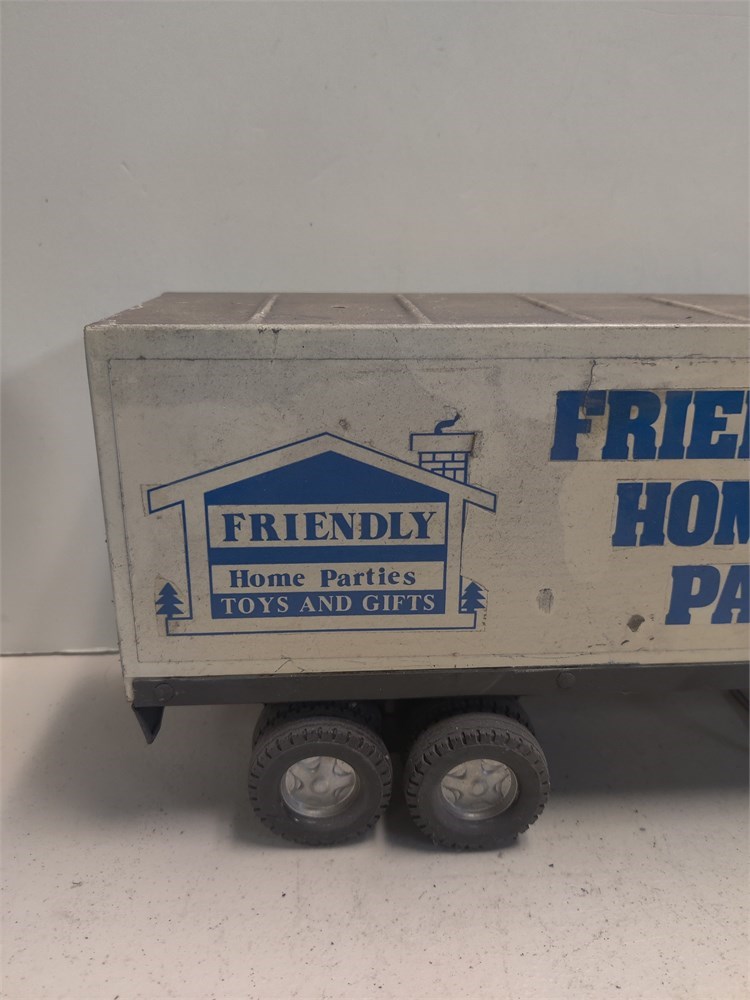 FRIENDLY
Home Parties
TOYS AND GIFTS
FRIE
HOM
PA